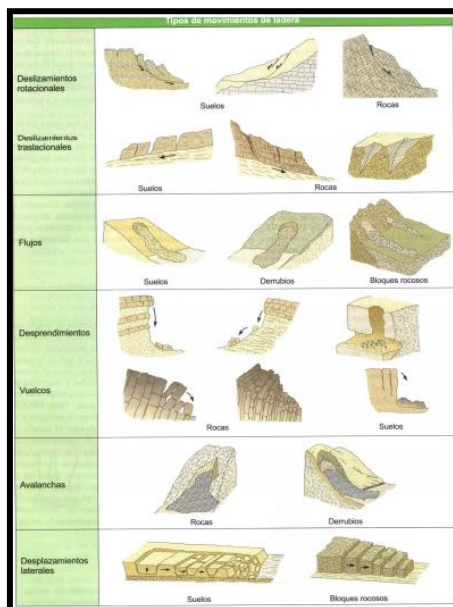 Tipos de movimientos de ladera
Deslizamientos
rotacionales
Suelos
Rocas
Deslizamientos
traslacionales
Suelos
Rocas
Flujos
Suelos
Derrubios
Bloques rocosos
Desprendimientos
Vuelcos
Rocas
Suelos
Avalanchas
Rocas
Derrubios
Desplazamientos
laterales
Suelos
Bloques rocosos